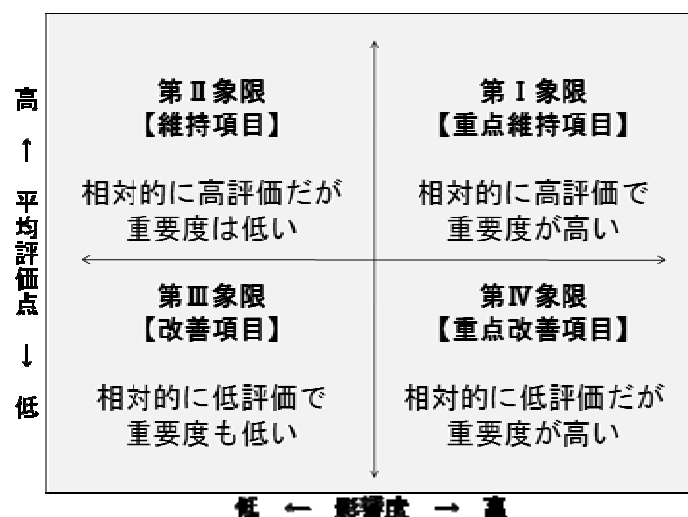 高 ↑ 平均評価点 ↓ 低
第Ⅱ象限
【維持項目】
相対的に高評価だが
重要度は低い
第Ⅰ象限
【重点維持項目】
相対的に高評価で
重要度が高い
第Ⅲ象限
【改善項目】
相対的に低評価で
重要度も低い
第Ⅳ象限
【重点改善項目】
相対的に低評価だが
重要度が高い
低 ← 影響度 → 高